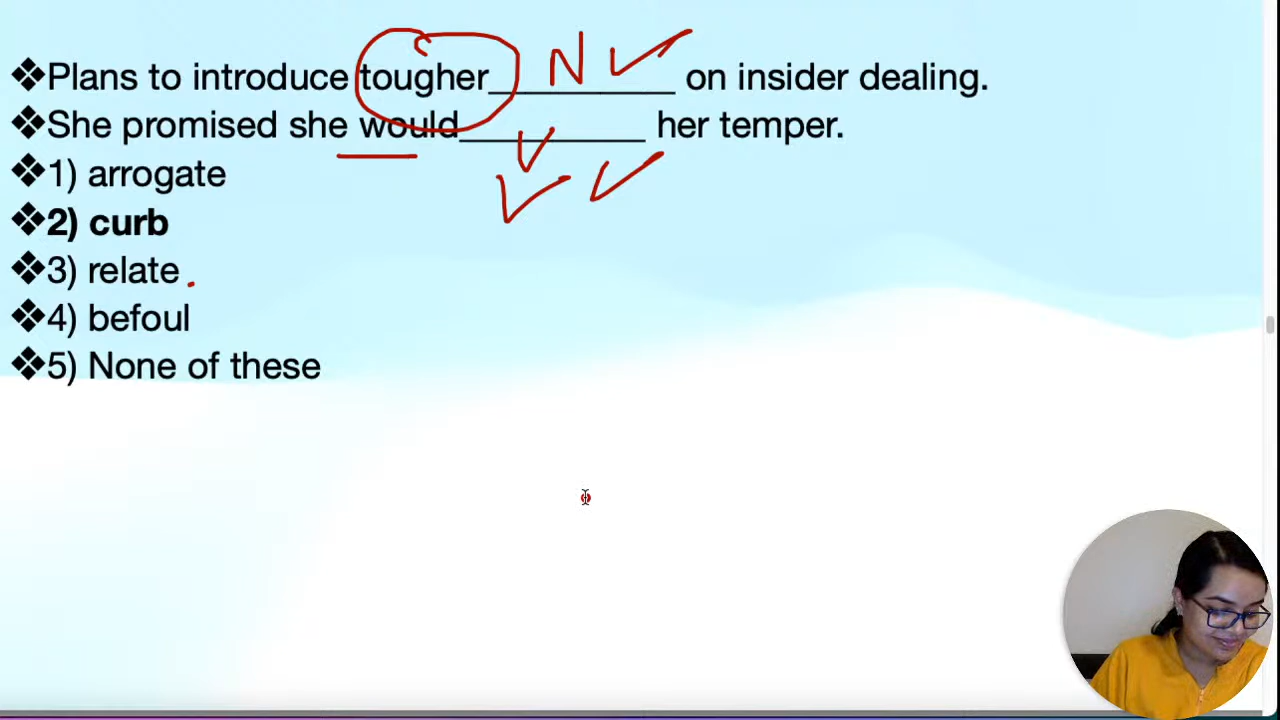 ❖Plans to introduce tougher__________ on insider dealing.
N ✓
❖She promised she would__________ her temper.
V
V ✓
❖1) arrogate
❖2) curb
❖3) relate
❖4) befoul
❖5) None of these